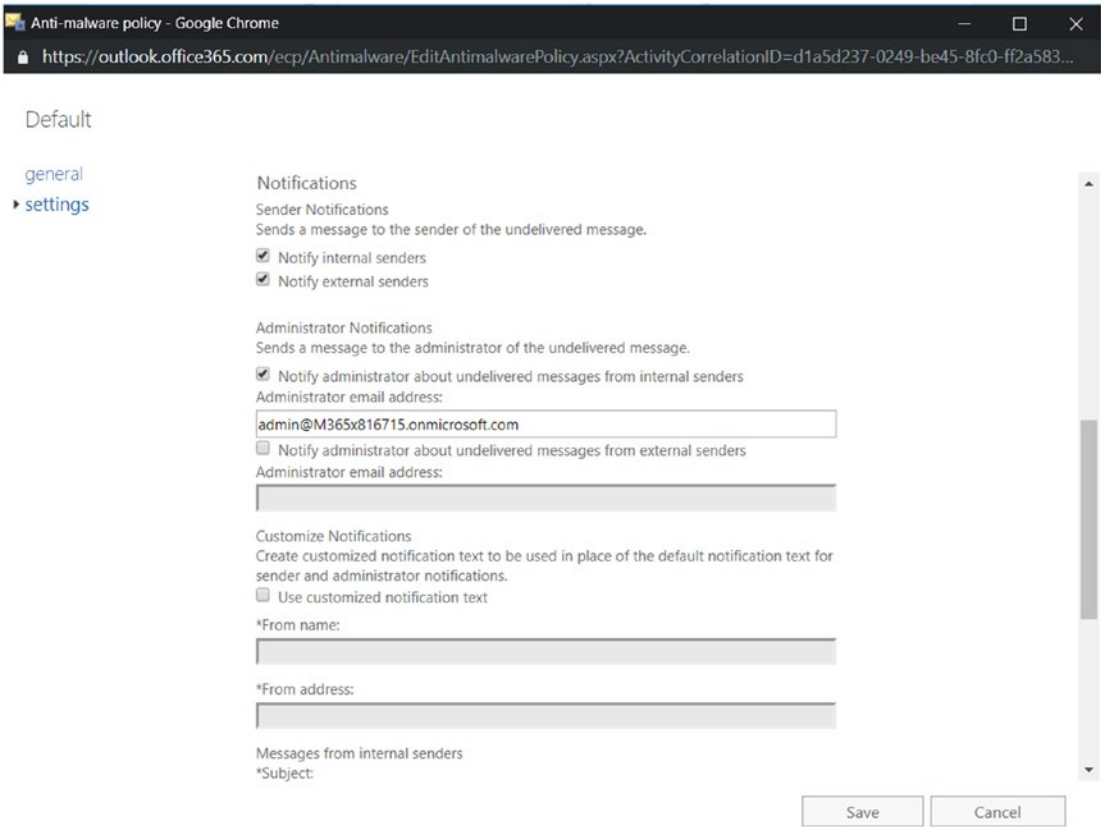 Anti-malware policy - Google Chrome
https://outlook.office365.com/ecp/Antimalware/EditAntimalwarePolicy.aspx?ActivityCorrelationID=d1a5d237-0249-be45-8fc0-ff2a583...
Default
general
settings
Notifications
Sender Notifications
Sends a message to the sender of the undelivered message.
Notify internal senders
Notify external senders
Administrator Notifications
Sends a message to the administrator of the undelivered message.
Notify administrator about undelivered messages from internal senders
Administrator email address:
admin@M365x816715.onmicrosoft.com
Notify administrator about undelivered messages from external senders
Administrator email address:
Customize Notifications
Create customized notification text to be used in place of the default notification text for
sender and administrator notifications.
Use customized notification text
*From name:
*From address:
Messages from internal senders
*Subject:
Save
Cancel